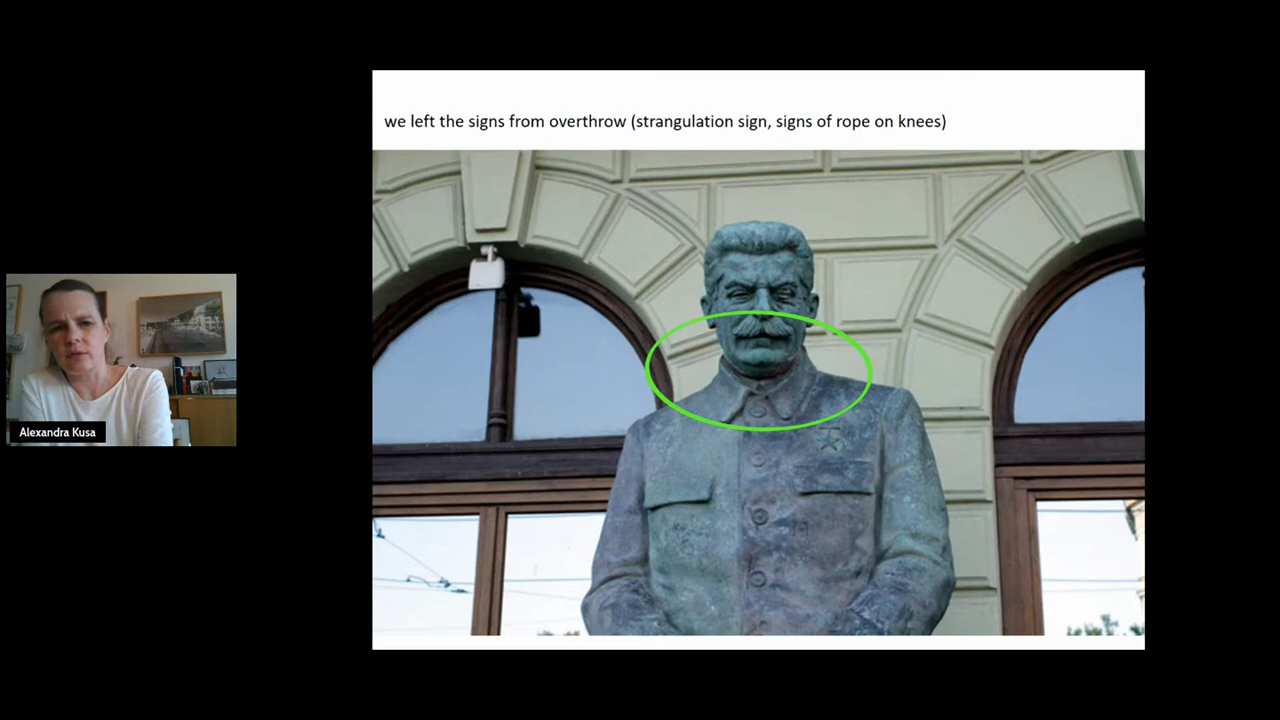 we left the signs from overthrow (strangulation sign, signs of rope on knees)
Alexandra Kusa